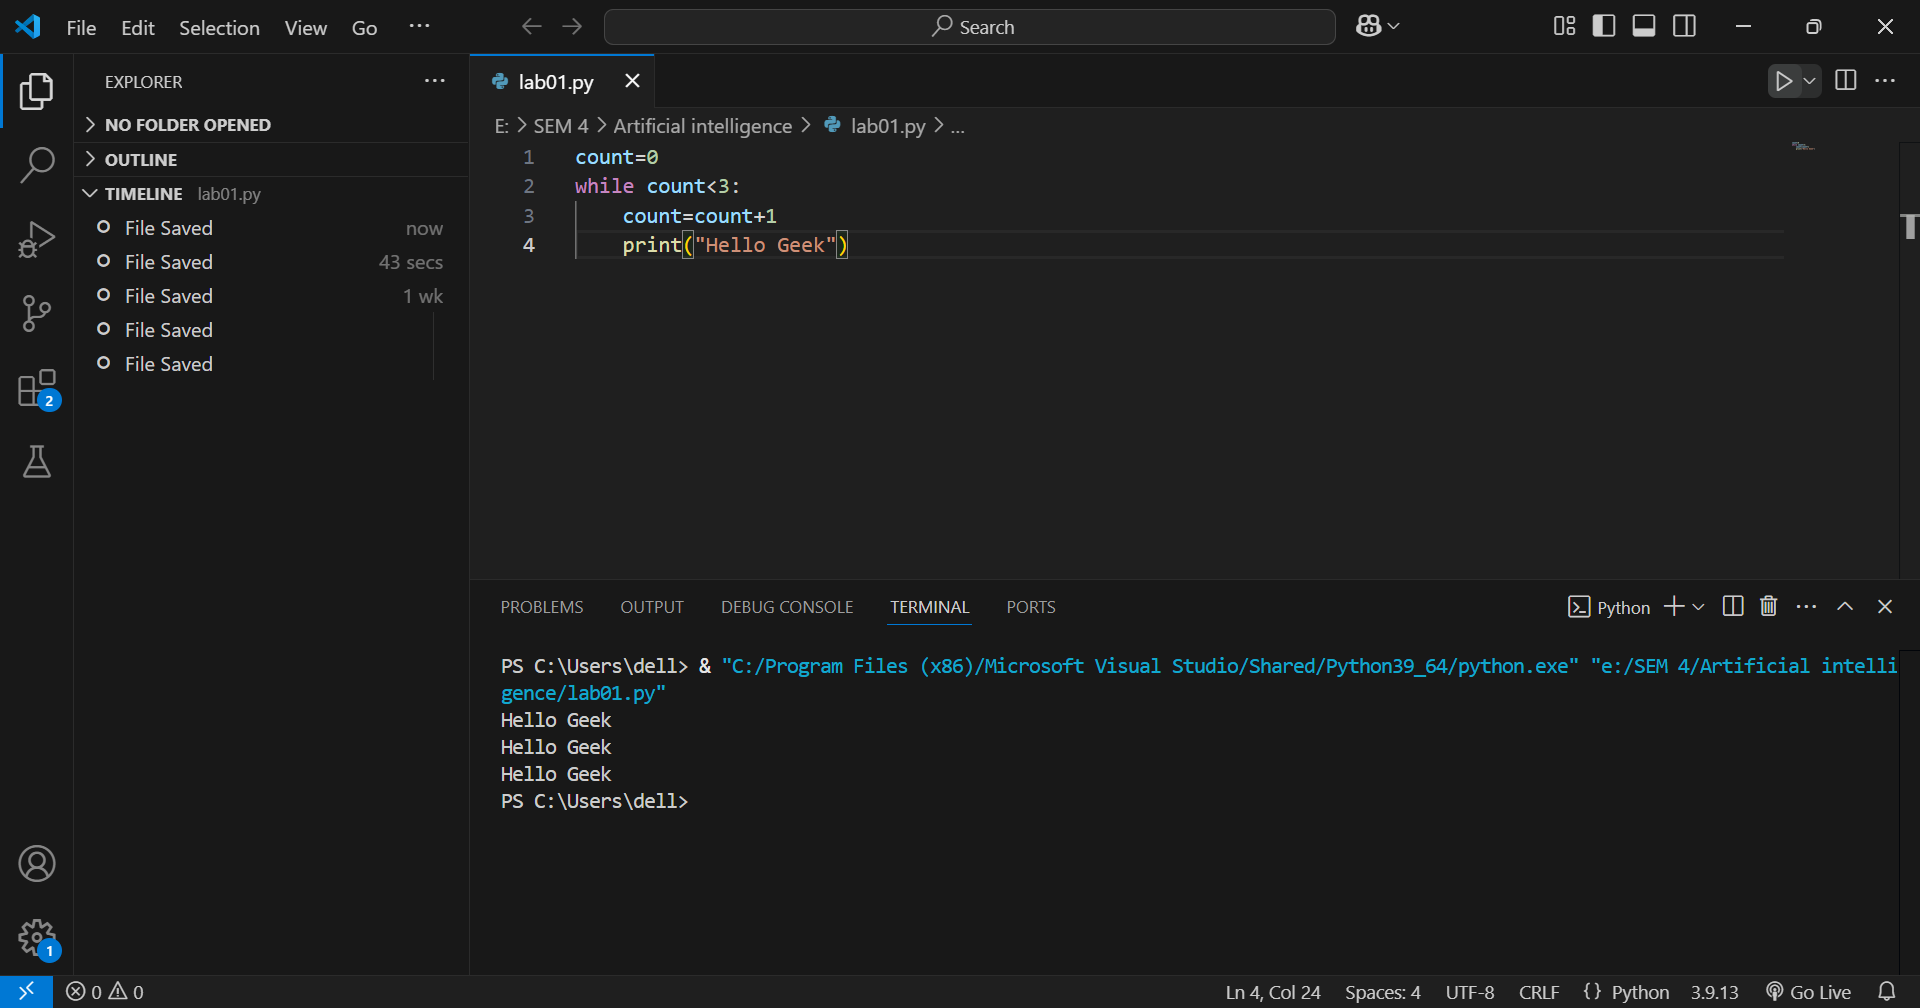 File Edit Selection View Go ··· Search
EXPLORER ···
NO FOLDER OPENED
OUTLINE
TIMELINE lab01.py
File Saved now
File Saved 43 secs
File Saved 1 wk
File Saved
File Saved
2
1
lab01.py
E: > SEM 4 > Artificial intelligence > lab01.py > ...
1 count=0
2 while count<3:
3 count=count+1
4 print("Hello Geek")
PROBLEMS OUTPUT DEBUG CONSOLE TERMINAL PORTS Python
PS C:\Users\dell> & "C:/Program Files (x86)/Microsoft Visual Studio/Shared/Python39_64/python.exe" "e:/SEM 4/Artificial intelli
gence/lab01.py"
Hello Geek
Hello Geek
Hello Geek
PS C:\Users\dell>
0 0 Ln 4, Col 24 Spaces: 4 UTF-8 CRLF {} Python 3.9.13 Go Live